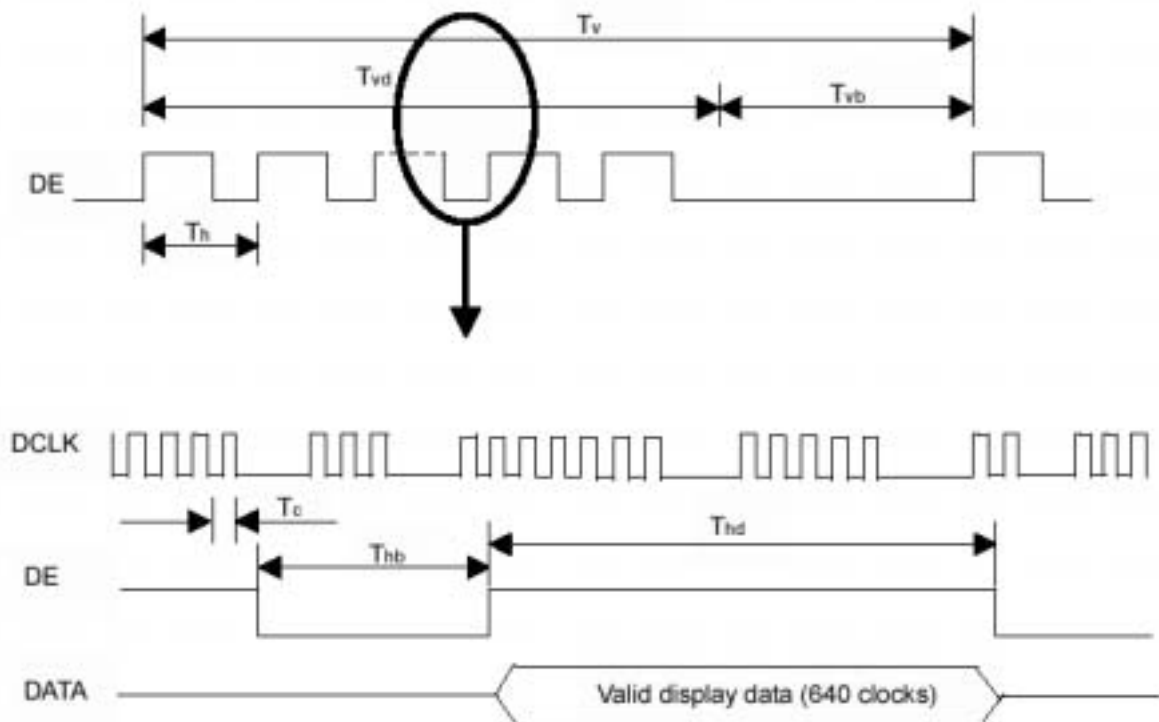 Tv
Tvd
Tvb
DE
Th
DCLK
Tc
Thd
Thb
DE
DATA
Valid display data (640 clocks)